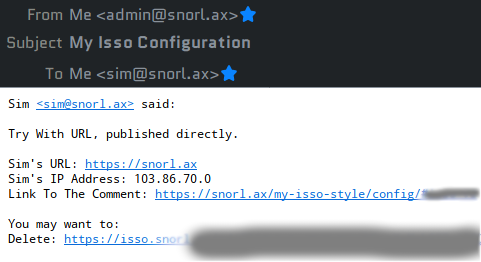 From Me <admin@snorl.ax>
Subject My Isso Configuration
To Me <sim@snorl.ax>
Sim <sim@snorl.ax> said:
Try With URL, published directly.
Sim's URL: https://snorl.ax
Sim's IP Address: 103.86.70.0
Link To The Comment: https://snorl.ax/my-isso-style/config/
You may want to:
Delete: https://isso.snorl